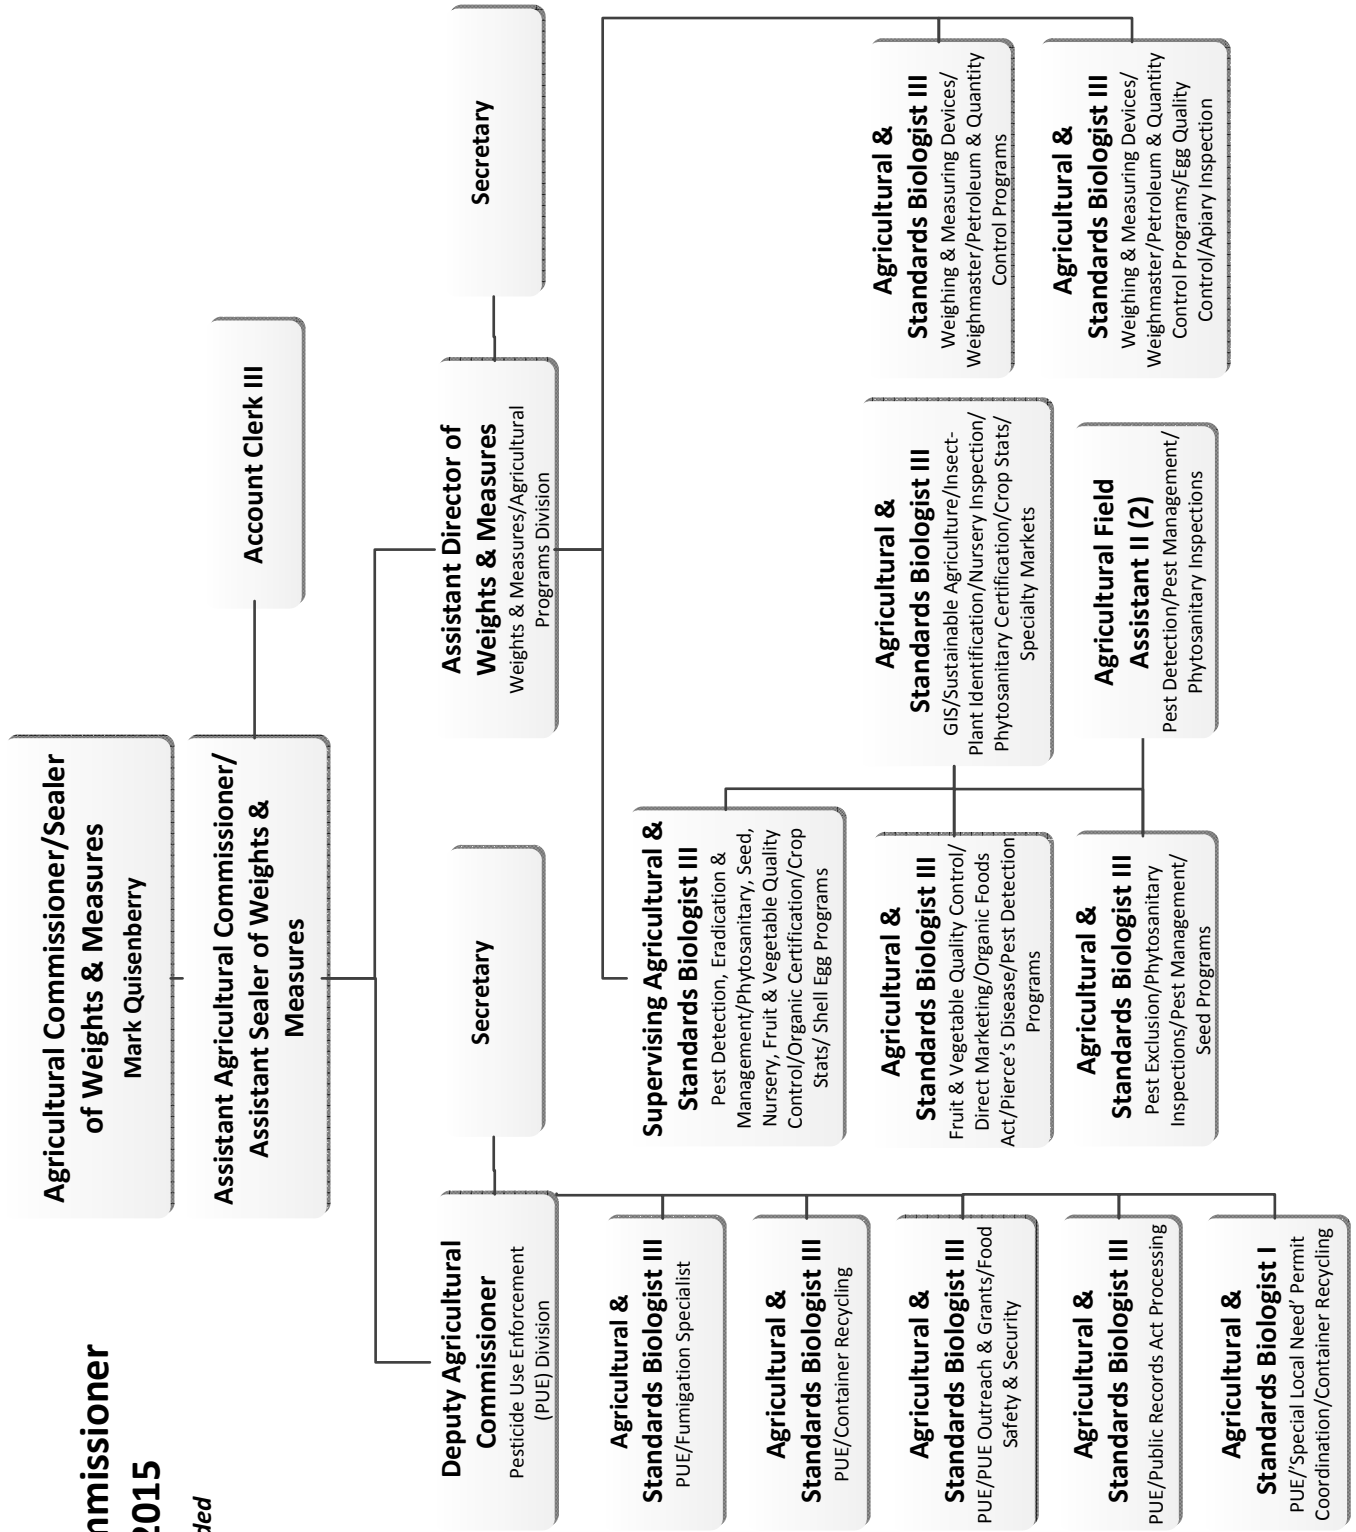 mmissioner
2015
ded
Agricultural Commissioner/Sealer
of Weights & Measures
Mark Quisenberry
Assistant Agricultural Commissioner/
Assistant Sealer of Weights &
Measures
Account Clerk III
Deputy Agricultural
Commissioner
Pesticide Use Enforcement
(PUE) Division
Secretary
Assistant Director of
Weights & Measures
Weights & Measures/Agricultural
Programs Division
Secretary
Agricultural &
Standards Biologist III
PUE/Fumigation Specialist
Agricultural &
Standards Biologist III
PUE/Container Recycling
Agricultural &
Standards Biologist III
PUE/PUE Outreach & Grants/Food
Safety & Security
Agricultural &
Standards Biologist III
PUE/Public Records Act Processing
Agricultural &
Standards Biologist I
PUE/'Special Local Need' Permit
Coordination/Container Recycling
Supervising Agricultural &
Standards Biologist III
Pest Detection, Eradication &
Management/Phytosanitary, Seed,
Nursery, Fruit & Vegetable Quality
Control/Organic Certification/Crop
Stats/ Shell Egg Programs
Agricultural &
Standards Biologist III
Fruit & Vegetable Quality Control/
Direct Marketing/Organic Foods
Act/Pierce's Disease/Pest Detection
Programs
Agricultural &
Standards Biologist III
Pest Exclusion/Phytosanitary
Inspections/Pest Management/
Seed Programs
Agricultural &
Standards Biologist III
GIS/Sustainable Agriculture/Insect-
Plant Identification/Nursery Inspection/
Phytosanitary Certification/Crop Stats/
Specialty Markets
Agricultural Field
Assistant II (2)
Pest Detection/Pest Management/
Phytosanitary Inspections
Agricultural &
Standards Biologist III
Weighing & Measuring Devices/
Weighmaster/Petroleum & Quantity
Control Programs
Agricultural &
Standards Biologist III
Weighing & Measuring Devices/
Weighmaster/Petroleum & Quantity
Control Programs/Egg Quality
Control/Apiary Inspection